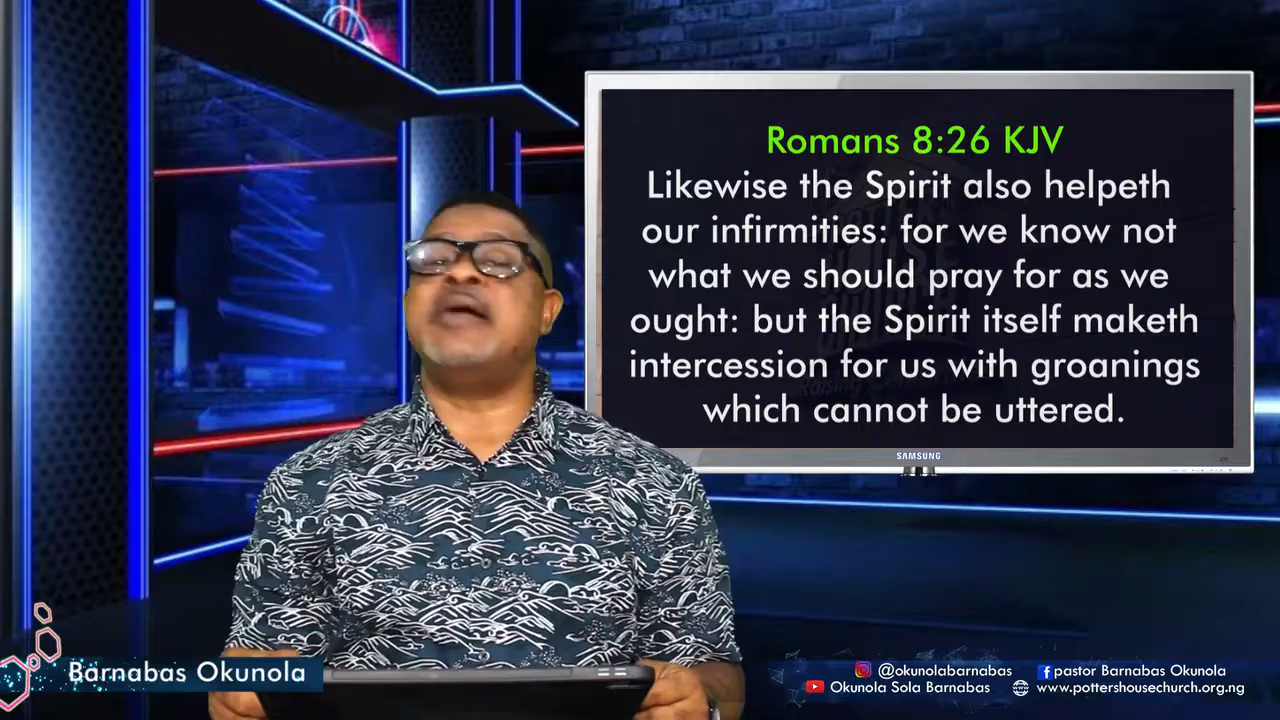 Romans 8:26 KJV
Likewise the Spirit also helpeth
our infirmities: for we know not
what we should pray for as we
ought: but the Spirit itself maketh
intercession for us with groanings
which cannot be uttered.
SAMSUNG
Barnabas Okunola
@okunolabarnabas
pastor Barnabas Okunola
Okunola Sola Barnabas
www.pottershousechurch.org.ng